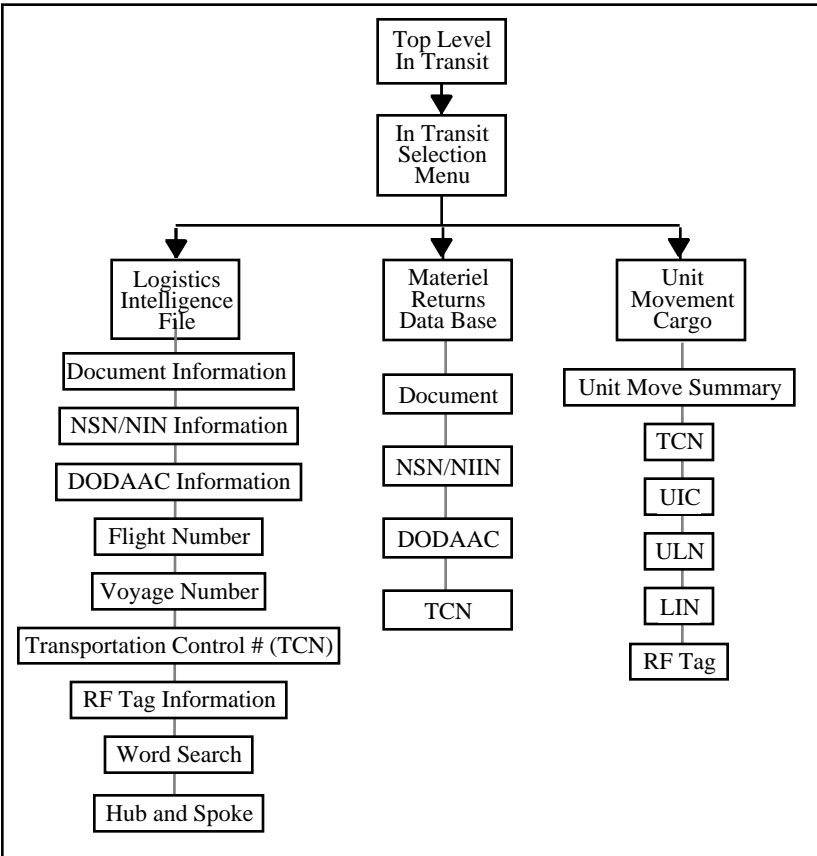 Top Level
In Transit
In Transit
Selection
Menu
Logistics
Intelligence
File
Document Information
NSN/NIN Information
DODAAC Information
Flight Number
Voyage Number
Transportation Control # (TCN)
RF Tag Information
Word Search
Hub and Spoke
Materiel
Returns
Data Base
Document
NSN/NIIN
DODAAC
TCN
Unit
Movement
Cargo
Unit Move Summary
TCN
UIC
ULN
LIN
RF Tag